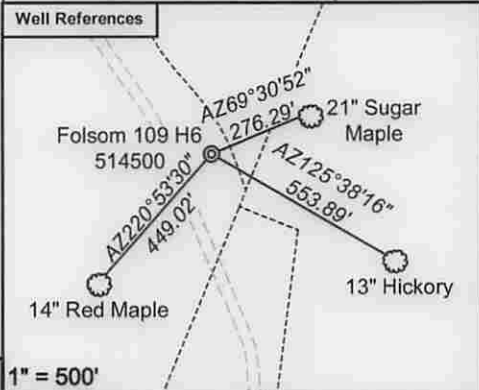 Well References
AZ69°30'52"
276.29'
21" Sugar
Maple
Folsom 109 H6
514500
AZ125°38'16"
553.89'
AZ220°53'30"
449.02'
13" Hickory
14" Red Maple
1" = 500'